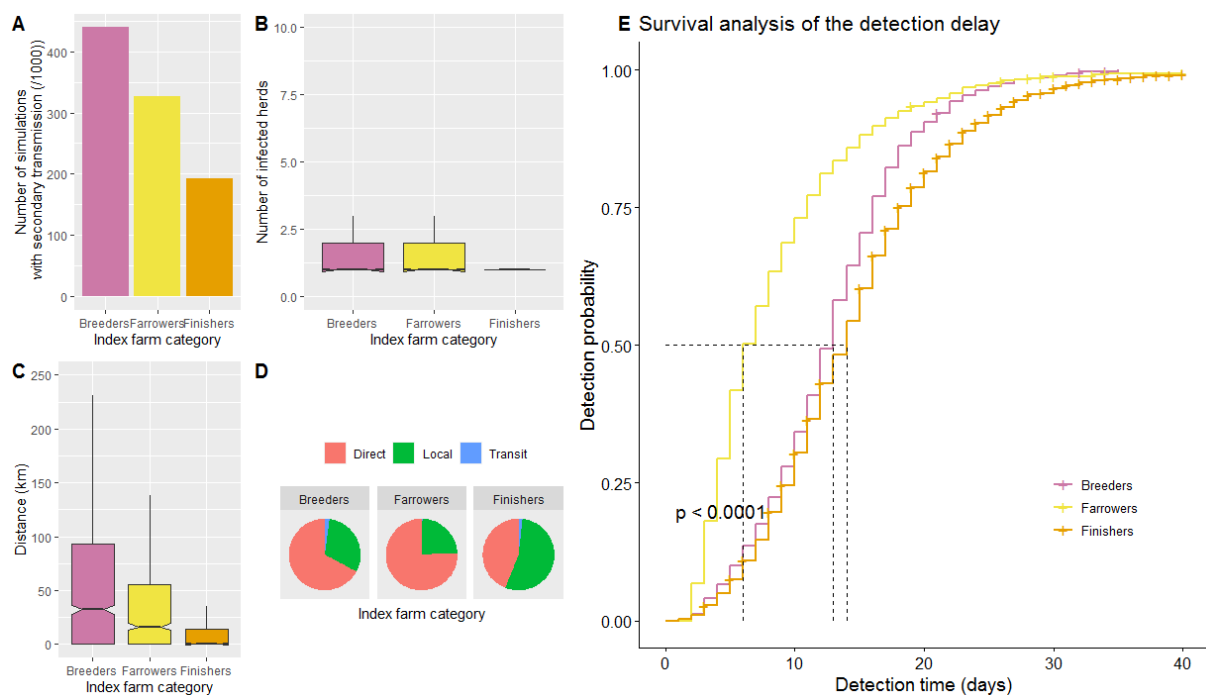 A
Number of simulations
with secondary transmission (/1000))
400
300
200
100
0
Breeders Farrowers Finishers
Index farm category
B
Number of infected herds
10.0
7.5
5.0
2.5
0.0
Breeders Farrowers Finishers
Index farm category
C
Distance (km)
250
200
150
100
50
0
Breeders Farrowers Finishers
Index farm category
D
Direct Local Transit
Breeders Farrowers Finishers
Index farm category
E Survival analysis of the detection delay
Detection probability
1.00
0.75
0.50
0.25
0.00
p < 0.0001
Breeders
Farrowers
Finishers
0 10 20 30 40
Detection time (days)